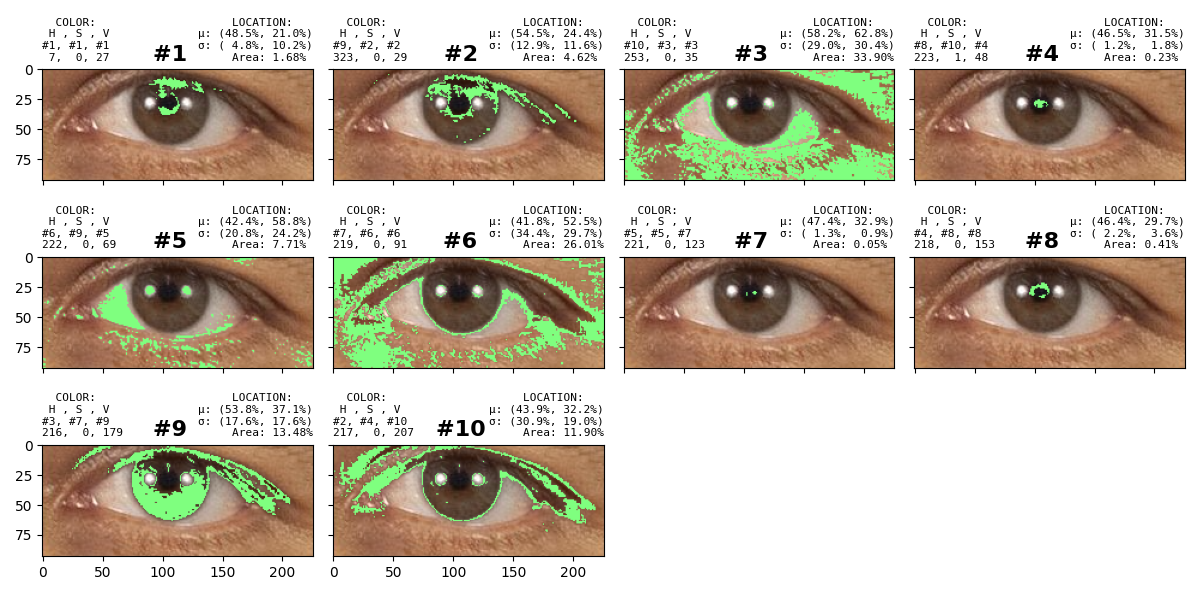 COLOR: LOCATION: COLOR: LOCATION: COLOR: LOCATION: COLOR: LOCATION:
H , S , V μ: (48.5%, 21.0%) H , S , V μ: (54.5%, 24.4%) H , S , V μ: (58.2%, 62.8%) H , S , V μ: (46.5%, 31.5%)
#1, #1, #1 #1 σ: ( 4.8%, 10.2%) #9, #2, #2 #2 σ: (12.9%, 11.6%) #10, #3, #3 #3 σ: (29.0%, 30.4%) #8, #10, #4 #4 σ: ( 1.2%, 1.8%)
7, 0, 27 Area: 1.68% 323, 0, 29 Area: 4.62% 253, 0, 35 Area: 33.90% 223, 1, 48 Area: 0.23%
0
25
50
75
COLOR: LOCATION: COLOR: LOCATION: COLOR: LOCATION: COLOR: LOCATION:
H , S , V μ: (42.4%, 58.8%) H , S , V μ: (41.8%, 52.5%) H , S , V μ: (47.4%, 32.9%) H , S , V μ: (46.4%, 29.7%)
#6, #9, #5 #5 σ: (20.8%, 24.2%) #7, #6, #6 #6 σ: (34.4%, 29.7%) #5, #5, #7 #7 σ: ( 1.3%, 0.9%) #4, #8, #8 #8 σ: ( 2.2%, 3.6%)
222, 0, 69 Area: 7.71% 219, 0, 91 Area: 26.01% 221, 0, 123 Area: 0.05% 218, 0, 153 Area: 0.41%
0
25
50
75
COLOR: LOCATION: COLOR: LOCATION:
H , S , V μ: (53.8%, 37.1%) H , S , V μ: (43.9%, 32.2%)
#3, #7, #9 #9 σ: (17.6%, 17.6%) #2, #4, #10 #10 σ: (30.9%, 19.0%)
216, 0, 179 Area: 13.48% 217, 0, 207 Area: 11.90%
0
25
50
75
0 50 100 150 200 0 50 100 150 200